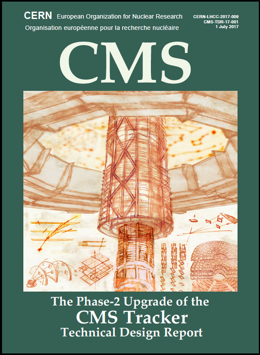 CERN European Organization for Nuclear Research
Organisation européenne pour la recherche nucléaire
CERN-LHCC-2017-009
CMS-TDR-17-001
1 July 2017
CMS
The Phase-2 Upgrade of the
CMS Tracker
Technical Design Report